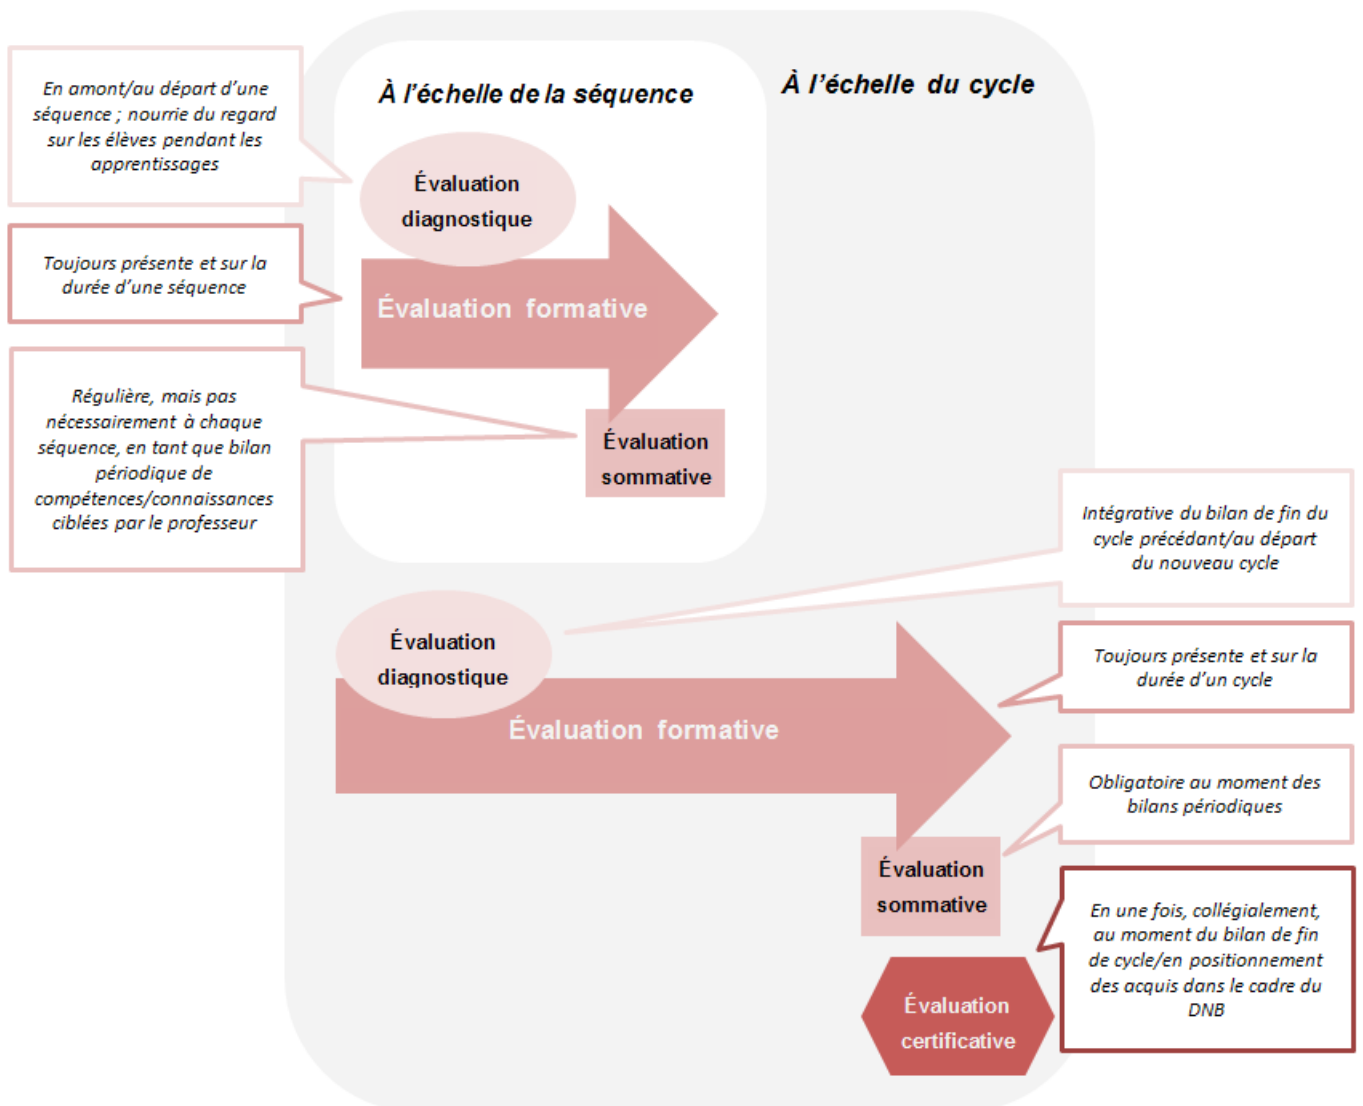 En amont/au départ d’une
séquence ; nourrie du regard
sur les élèves pendant les
apprentissages
À l’échelle de la séquence
À l’échelle du cycle
Évaluation
diagnostique
Toujours présente et sur la
durée d’une séquence
Évaluation formative
Régulière, mais pas
nécessairement à chaque
séquence, en tant que bilan
périodique de
compétences/connaissances
ciblées par le professeur
Évaluation
sommative
Intégrative du bilan de fin du
cycle précédant/au départ
du nouveau cycle
Évaluation
diagnostique
Toujours présente et sur la
durée d’un cycle
Évaluation formative
Obligatoire au moment des
bilans périodiques
Évaluation
sommative
En une fois, collégialement,
au moment du bilan de fin
de cycle/en positionnement
des acquis dans le cadre du
DNB
Évaluation
certificative